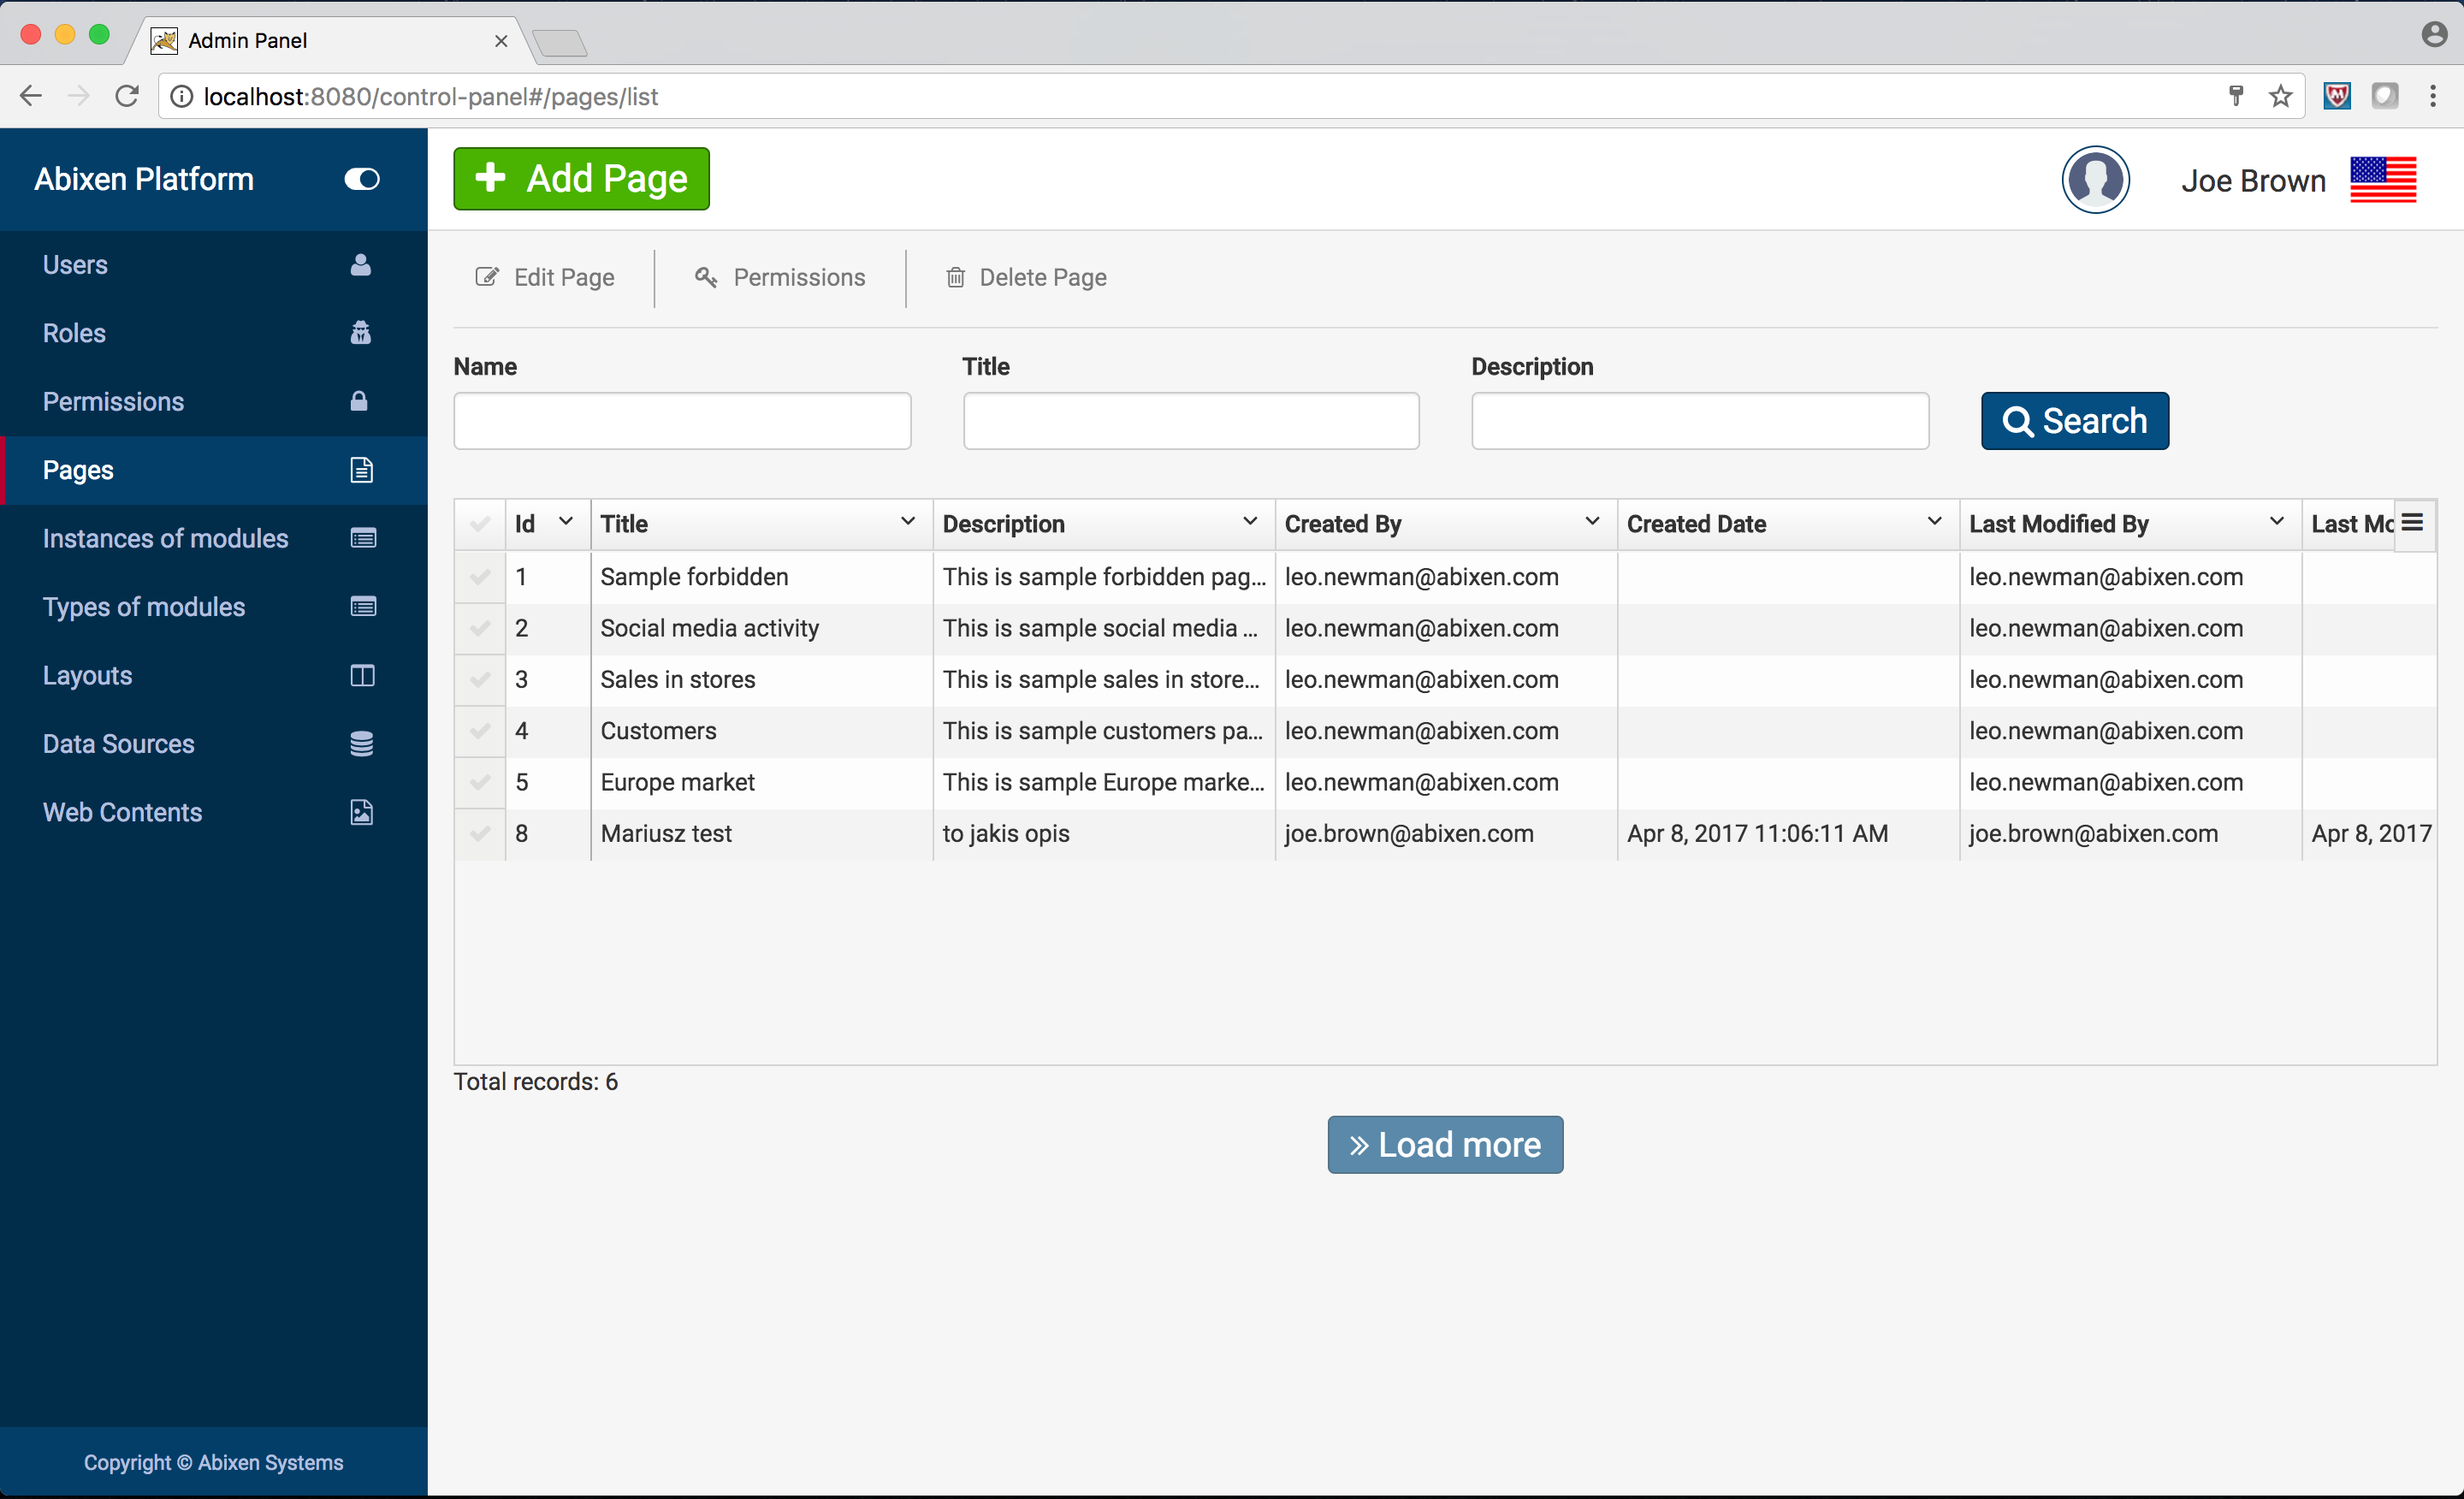 Admin Panel
localhost:8080/control-panel#/pages/list
Abixen Platform
Add Page
Joe Brown
Users
Roles
Permissions
Pages
Instances of modules
Types of modules
Layouts
Data Sources
Web Contents
Copyright © Abixen Systems
Edit Page Permissions Delete Page
Name Title Description
Search
Id Title Description Created By Created Date Last Modified By Last Mo
1 Sample forbidden This is sample forbidden pag... leo.newman@abixen.com leo.newman@abixen.com
2 Social media activity This is sample social media ... leo.newman@abixen.com leo.newman@abixen.com
3 Sales in stores This is sample sales in store... leo.newman@abixen.com leo.newman@abixen.com
4 Customers This is sample customers pa... leo.newman@abixen.com leo.newman@abixen.com
5 Europe market This is sample Europe marke... leo.newman@abixen.com leo.newman@abixen.com
8 Mariusz test to jakis opis joe.brown@abixen.com Apr 8, 2017 11:06:11 AM joe.brown@abixen.com Apr 8, 2017
Total records: 6
Load more